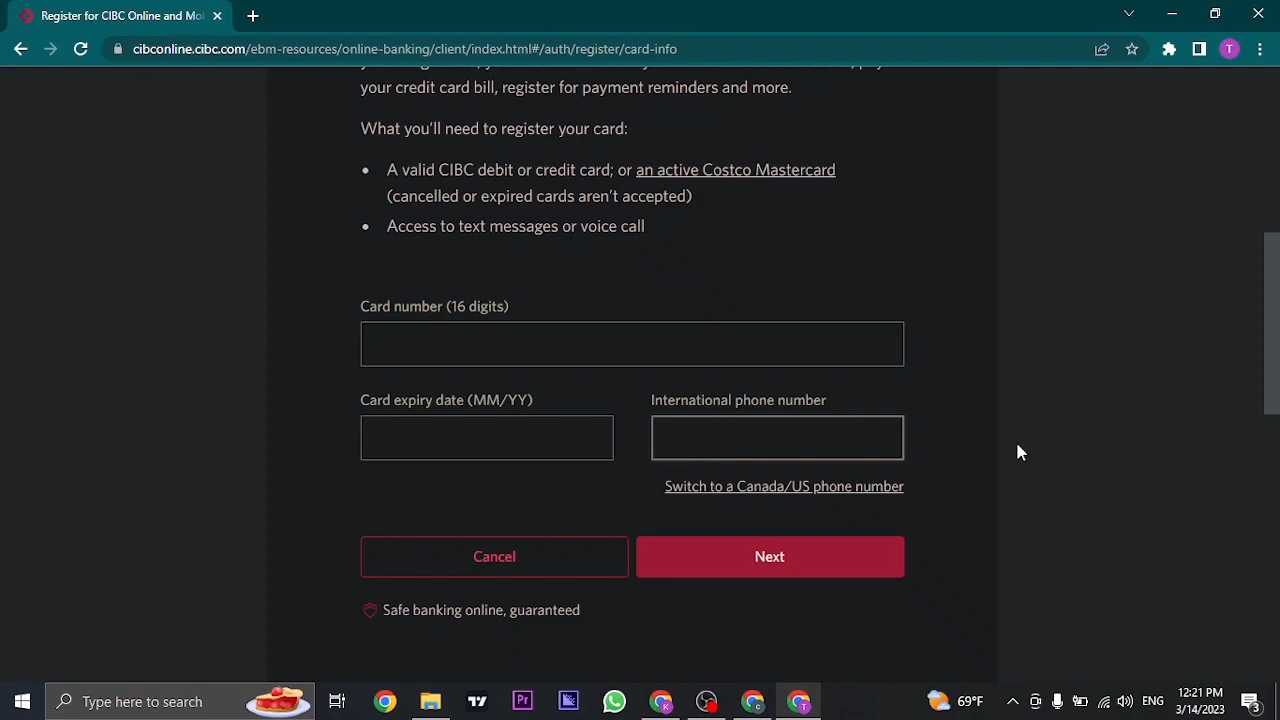 Register for CIBC Online and Mo
cibconline.cibc.com/ebm-resources/online-banking/client/index.html#/auth/register/card-info
T
your credit card bill, register for payment reminders and more.
What you'll need to register your card:
• A valid CIBC debit or credit card; or an active Costco Mastercard
(cancelled or expired cards aren't accepted)
• Access to text messages or voice call
Card number (16 digits)
Card expiry date (MM/YY)
International phone number
Switch to a Canada/US phone number
Cancel
Next
Safe banking online, guaranteed
Type here to search
Pr
K
C
T
69°F
ENG
12:21 PM
3/14/2023
3